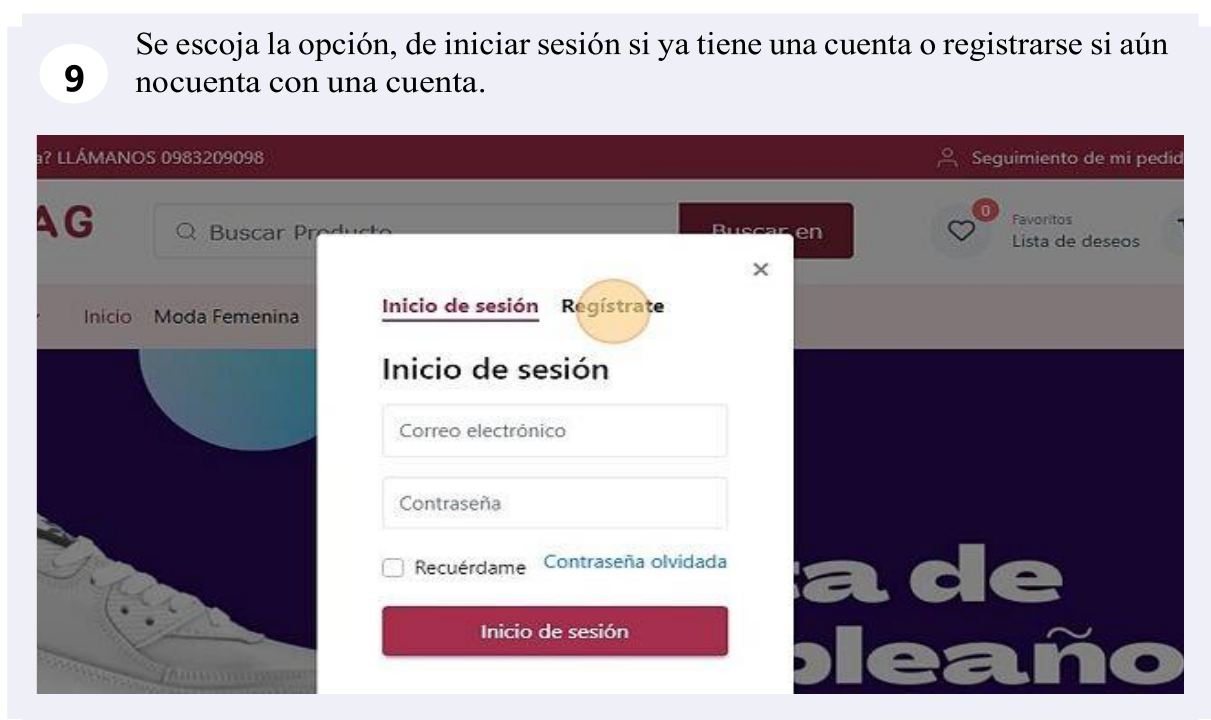 Se escoja la opción, de iniciar sesión si ya tiene una cuenta o registrarse si aún
9
nocuenta con una cuenta.
a? LLÁMANOS 0983209098
Seguimiento de mi pedid
AG
Buscar Producto
Buscar en
0
Favoritos
Lista de deseos
×
Inicio de sesión Regístrate
Inicio Moda Femenina
Inicio de sesión
Correo electrónico
Contraseña
Recuérdame Contraseña olvidada
a de
Inicio de sesión
pleaño